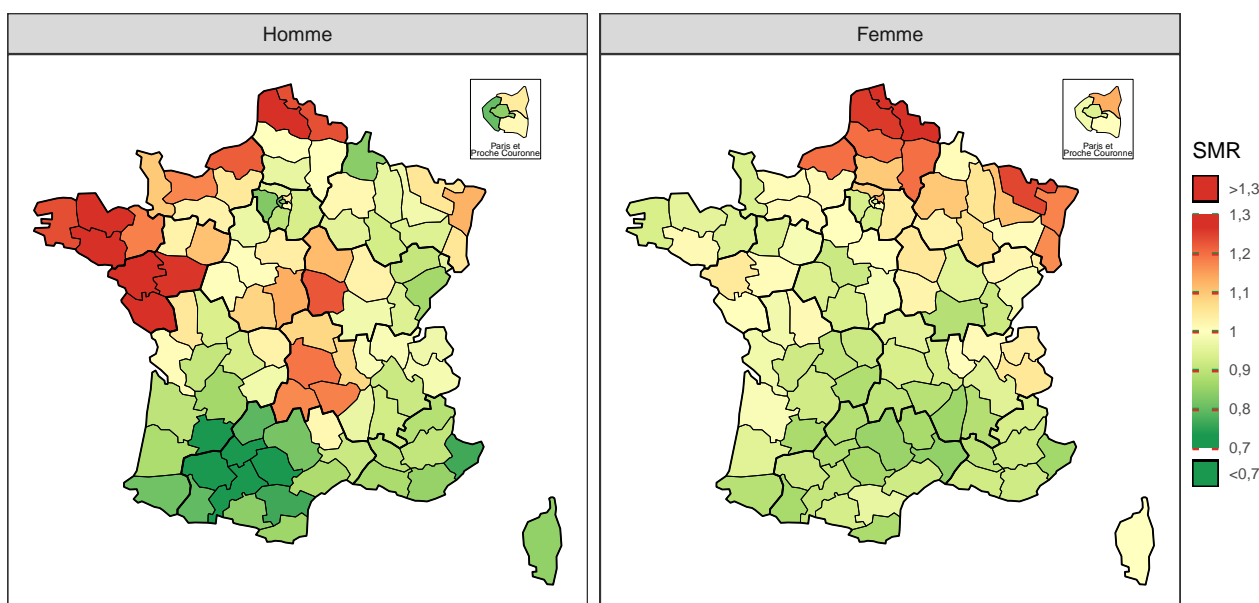 Homme
Femme
Paris et
Proche Couronne
Paris et
Proche Couronne
SMR
>1,3
1,3
1,2
1,1
1
0,9
0,8
0,7
<0,7